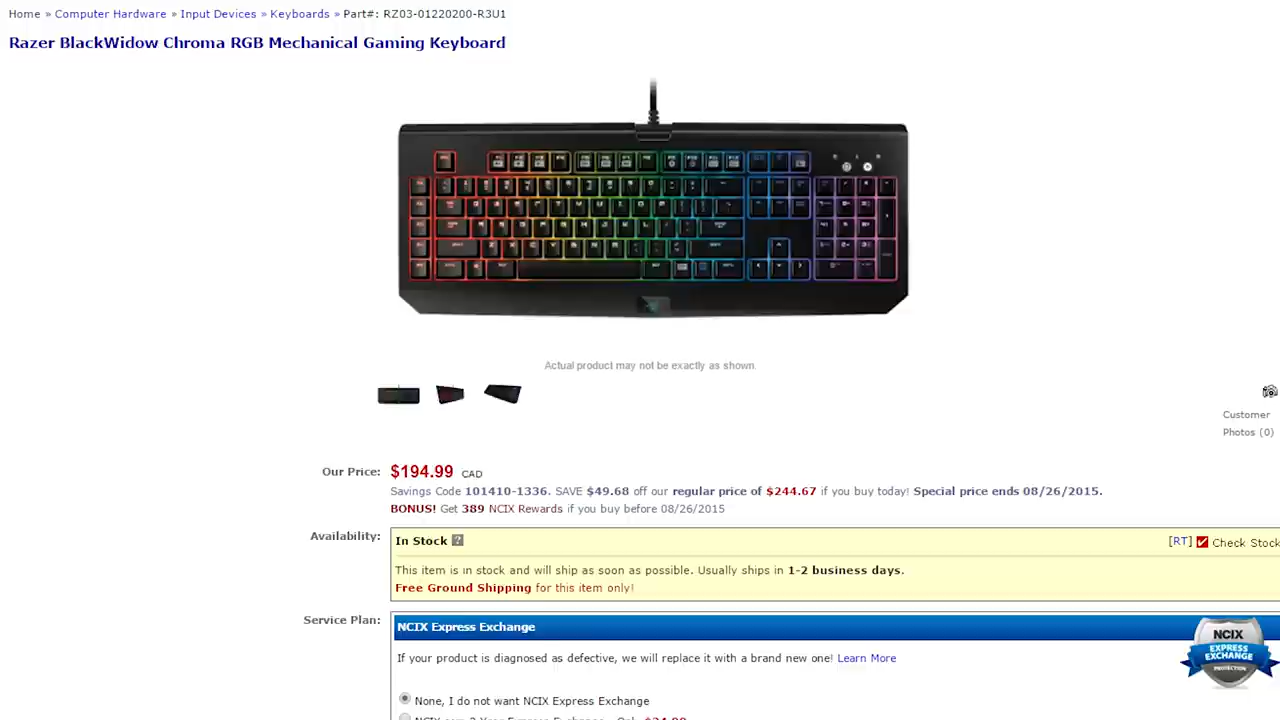 Home » Computer Hardware » Input Devices » Keyboards » Part#: RZ03-01220200-R3U1
Razer BlackWidow Chroma RGB Mechanical Gaming Keyboard
Actual product may not be exactly as shown.
Customer
Photos (0)
Our Price: $194.99 CAD
Savings Code 101410-1336. SAVE $49.68 off our regular price of $244.67 if you buy today! Special price ends 08/26/2015.
BONUS! Get 389 NCIX Rewards if you buy before 08/26/2015
Availability: In Stock ? [RT] Check Stock
This item is in stock and will ship as soon as possible. Usually ships in 1-2 business days.
Free Ground Shipping for this item only!
Service Plan: NCIX Express Exchange
NCIX
EXPRESS
EXCHANGE
PROTECTION
If your product is diagnosed as defective, we will replace it with a brand new one! Learn More
None, I do not want NCIX Express Exchange